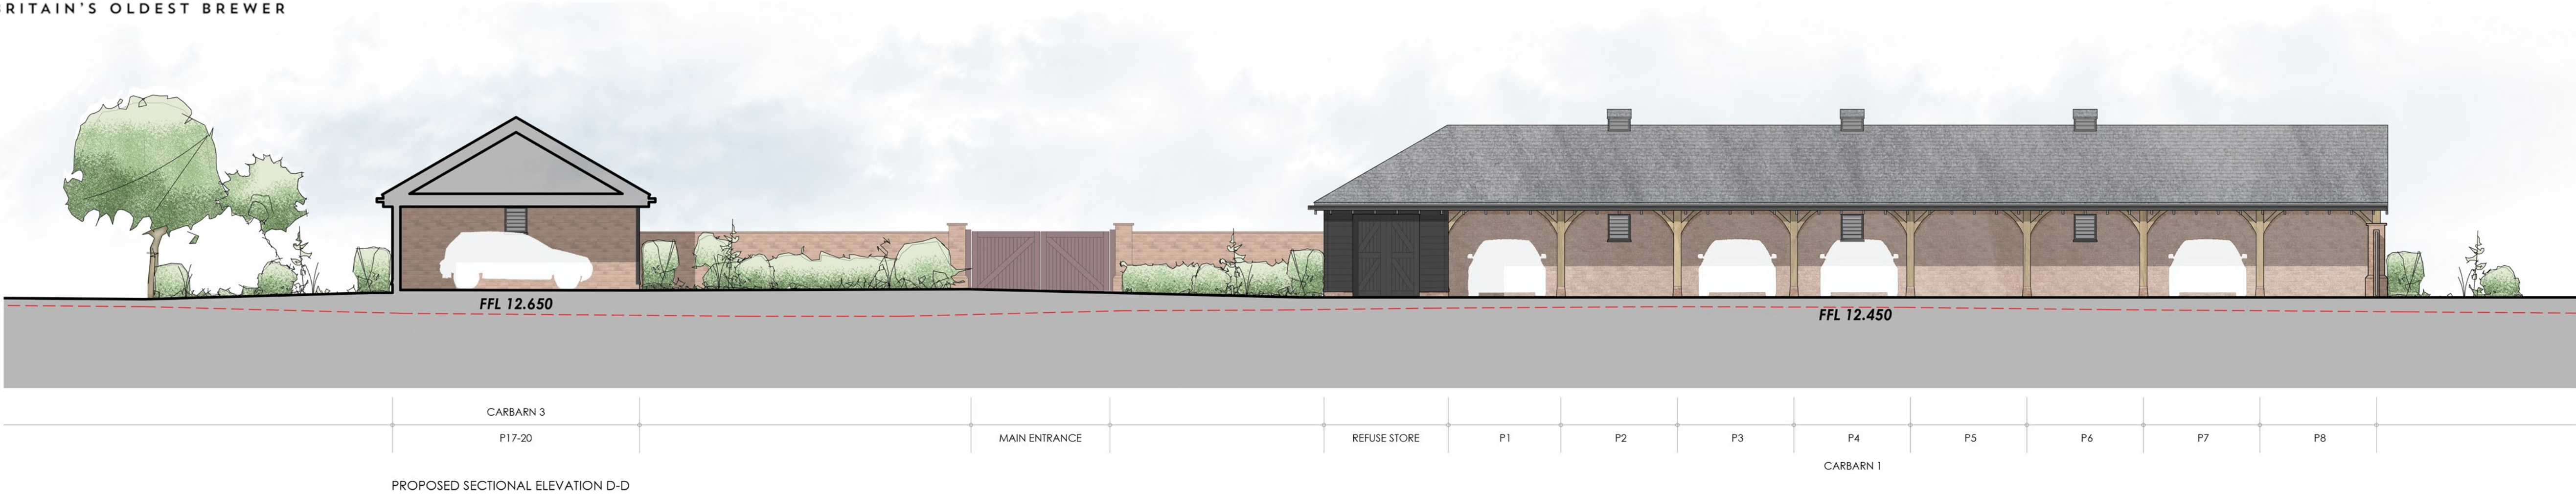 BRITAIN'S OLDEST BREWER
FFL 12.650
FFL 12.450
CARBARN 3
P17-20
MAIN ENTRANCE
REFUSE STORE
P1
P2
P3
P4
P5
P6
P7
P8
CARBARN 1
PROPOSED SECTIONAL ELEVATION D-D